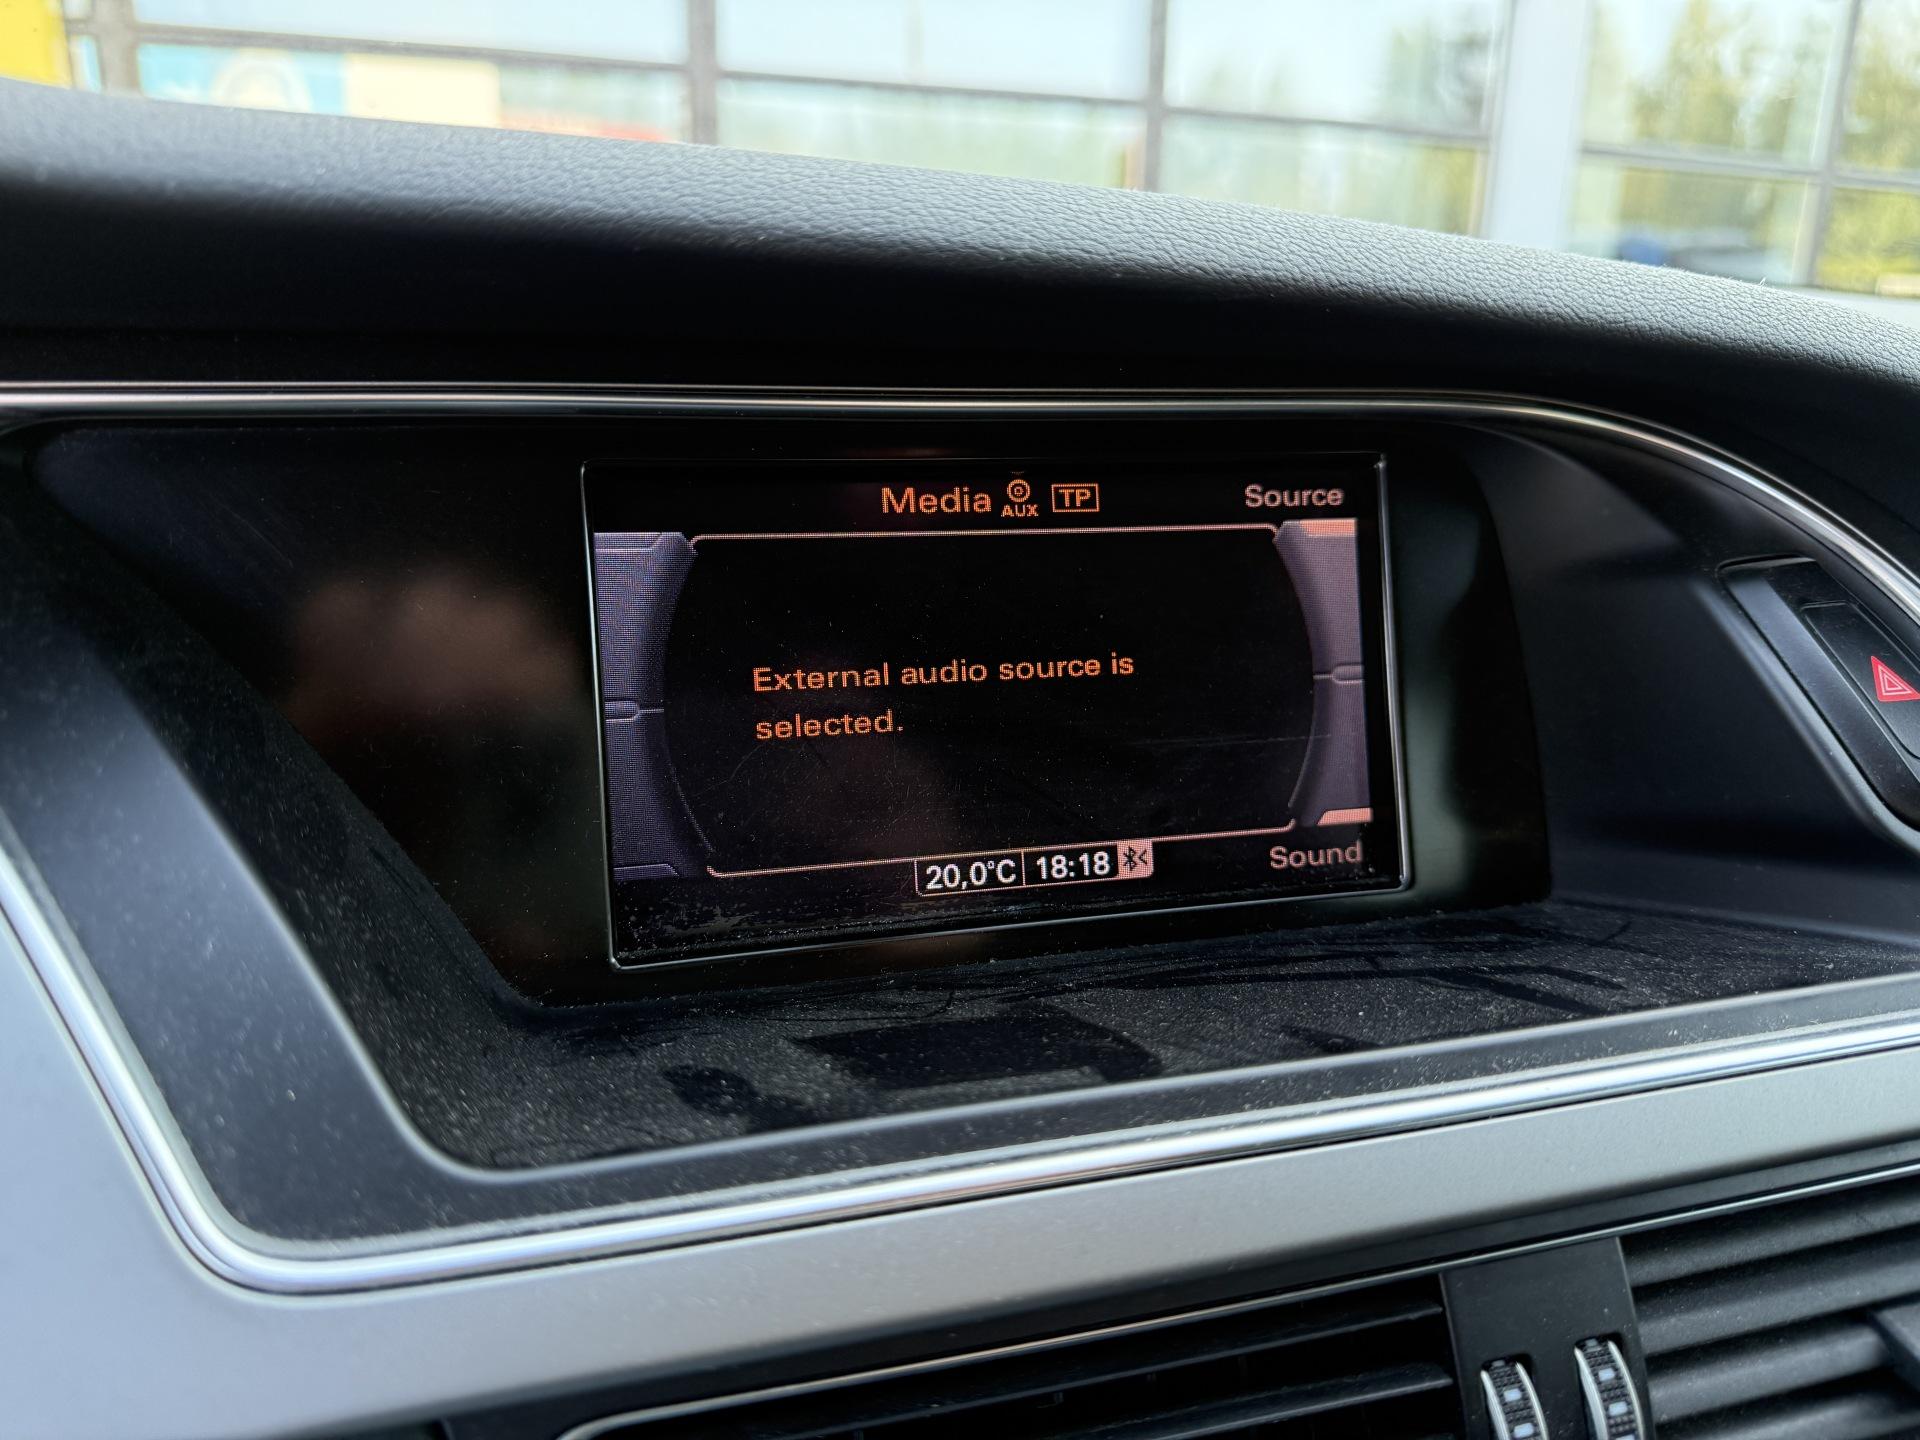 Media AUX TP Source
External audio source is
selected.
20,0°C 18:18
Sound